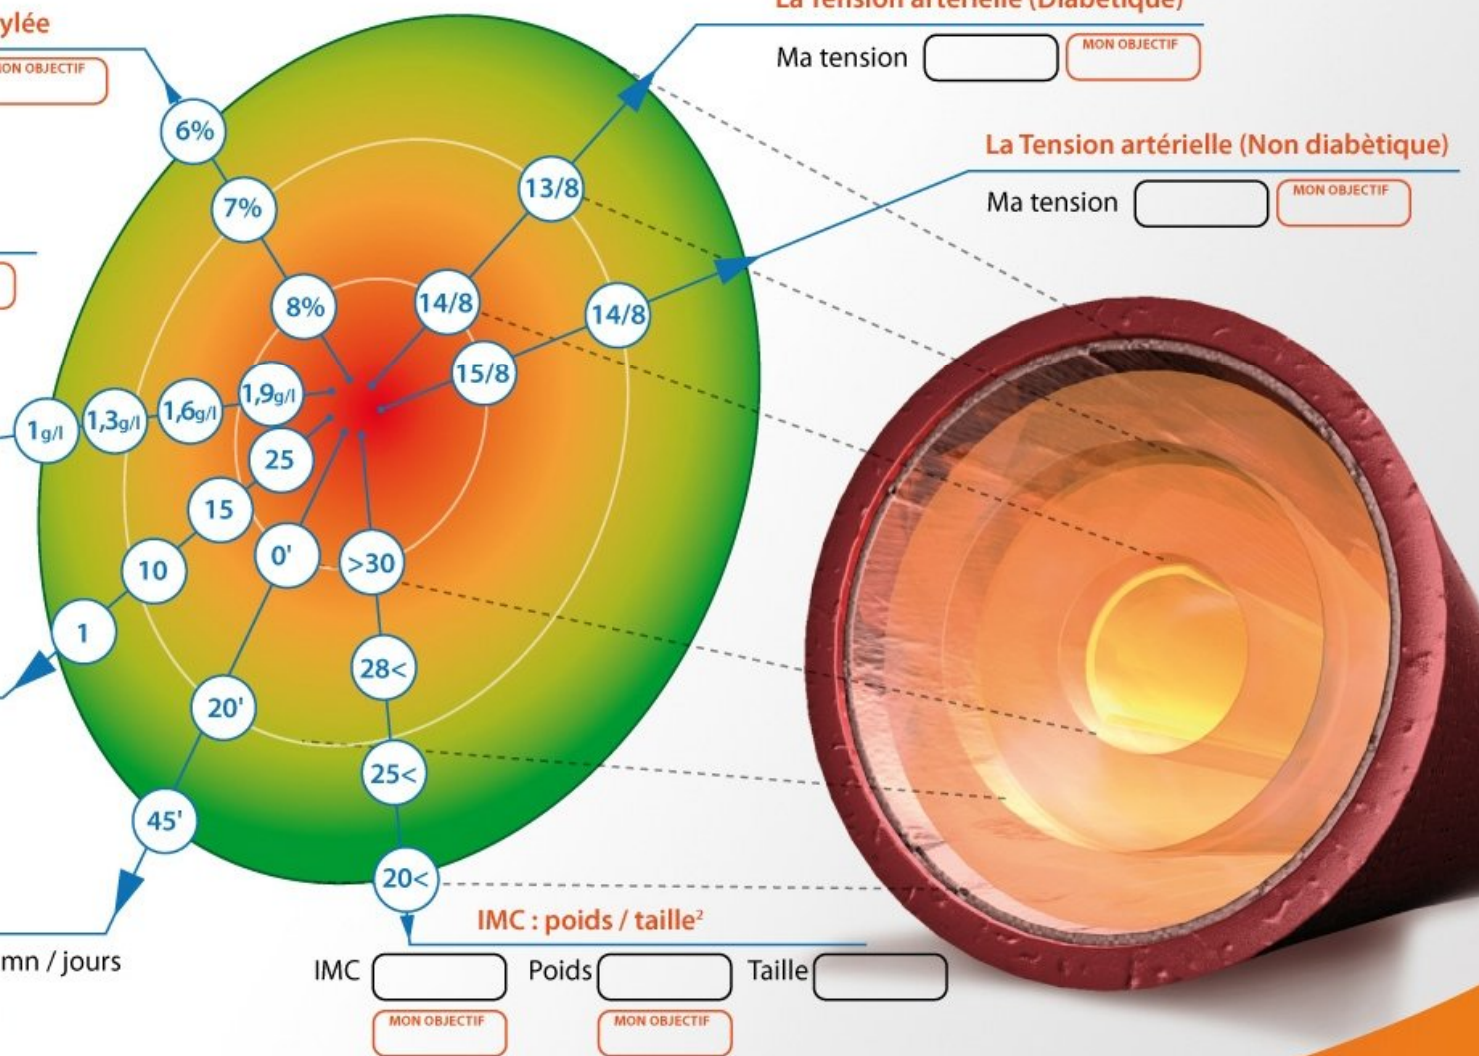 ylée
MON OBJECTIF
La Tension artérielle (Diabètique)
Ma tension
MON OBJECTIF
La Tension artérielle (Non diabètique)
Ma tension
MON OBJECTIF
6%
7%
8%
13/8
14/8
14/8
15/8
1g/l
1,3g/l
1,6g/l
1,9g/l
25
15
10
1
0'
20'
45'
>30
28<
25<
20<
mn / jours
IMC : poids / taille²
IMC
Poids
Taille
MON OBJECTIF
MON OBJECTIF